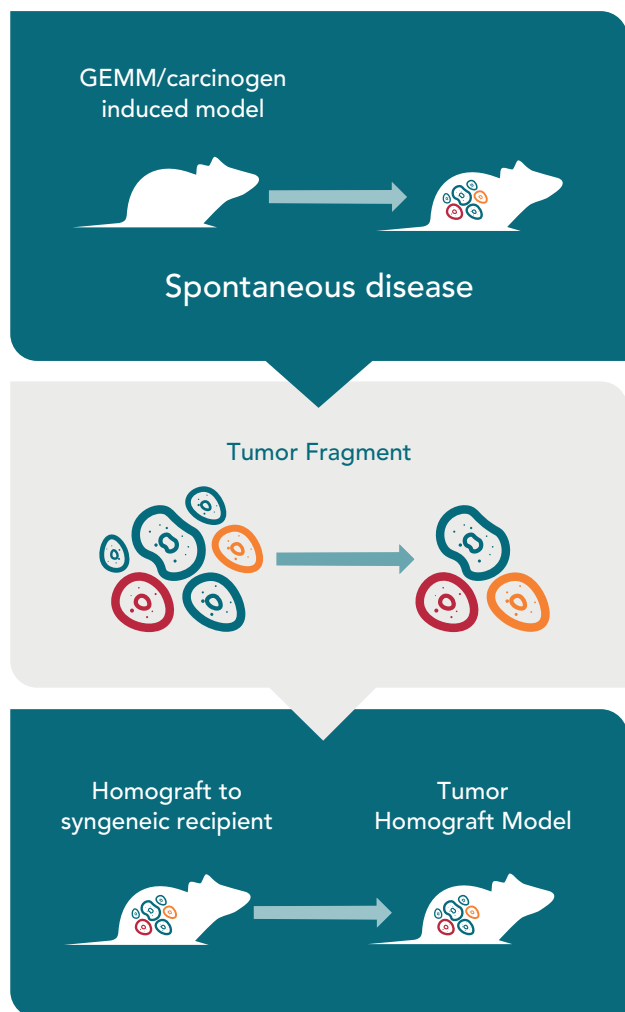 GEMM/carcinogen
induced model
Spontaneous disease
Tumor Fragment
Homograft to
syngeneic recipient
Tumor
Homograft Model